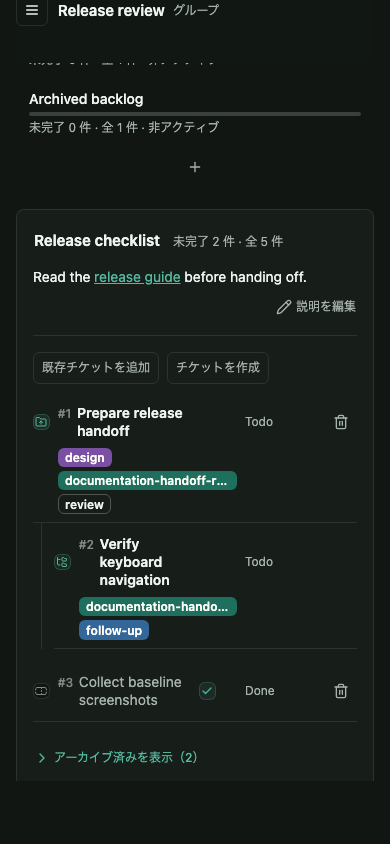 Release review グループ
Archived backlog
未完了 0 件 · 全 1 件 · 非アクティブ
Release checklist 未完了 2 件 · 全 5 件
Read the release guide before handing off.
説明を編集
既存チケットを追加 チケットを作成
#1 Prepare release handoff Todo
design
documentation-handoff-r...
review
#2 Verify keyboard navigation Todo
documentation-hando...
follow-up
#3 Collect baseline screenshots Done
アーカイブ済みを表示（2）